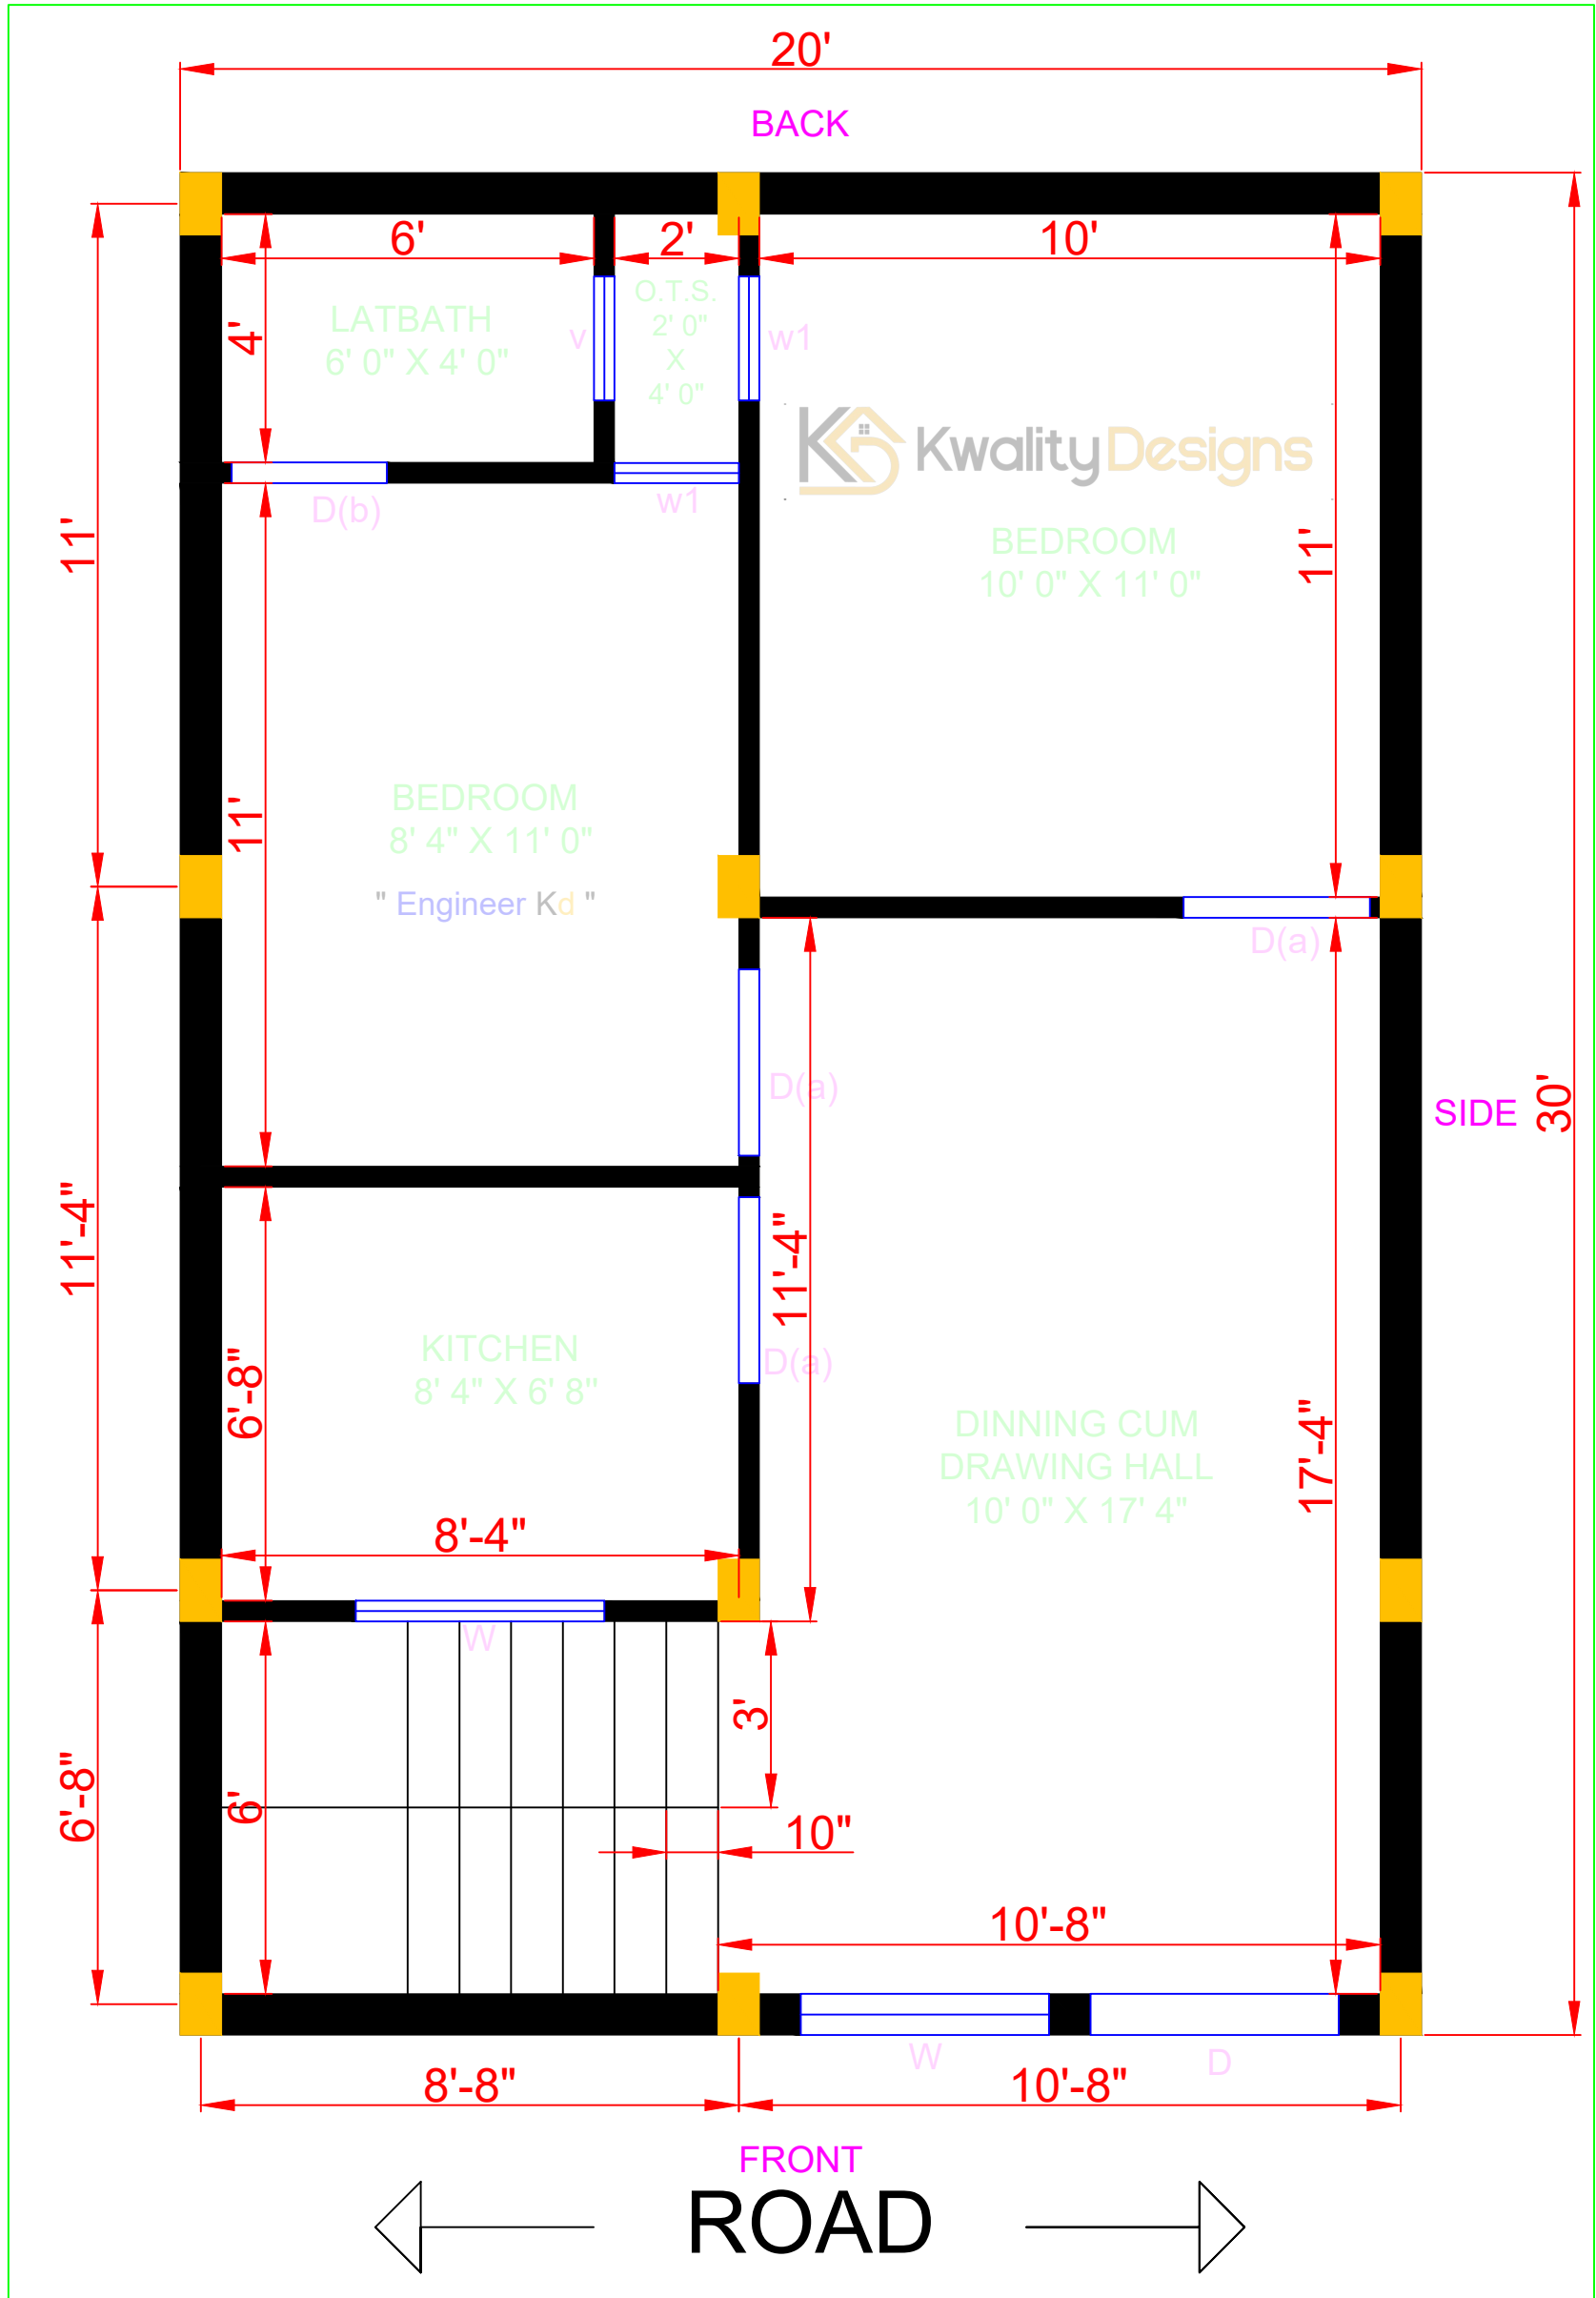 20'
BACK
6'
2'
10'
4'
LATBATH
6' 0" X 4' 0"
v
O.T.S.
2' 0"
X
4' 0"
w1
KwalityDesigns
D(b)
w1
11'
BEDROOM
10' 0" X 11' 0"
11'
BEDROOM
8' 4" X 11' 0"
11'
" Engineer Kd "
D(a)
D(a)
SIDE
30'
11'-4"
11'-4"
KITCHEN
8' 4" X 6' 8"
6'-8"
D(a)
DINNING CUM
DRAWING HALL
10' 0" X 17' 4"
17'-4"
8'-4"
W
3'
6'-8"
6'
10"
10'-8"
W
D
8'-8"
10'-8"
FRONT
ROAD